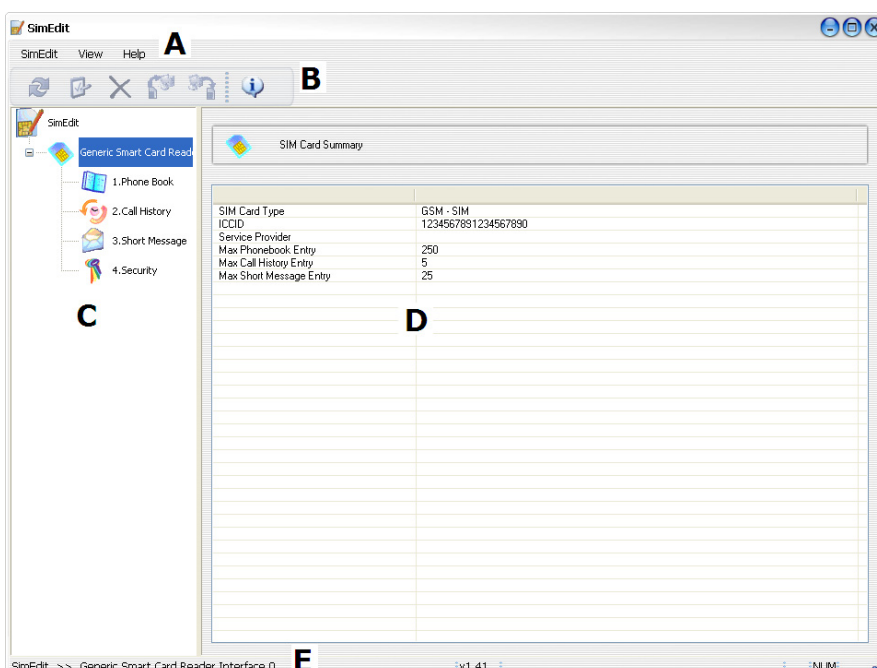 SimEdit
SimEdit View Help A
B
SimEdit
Generic Smart Card Reade
1.Phone Book
2.Call History
3.Short Message
4.Security
C
SIM Card Summary
SIM Card Type GSM - SIM
ICCID 1234567891234567890
Service Provider
Max Phonebook Entry 250
Max Call History Entry 5
Max Short Message Entry 25
D
SimEdit >> Generic Smart Card Reader Interface 0 E v1.41 NUM